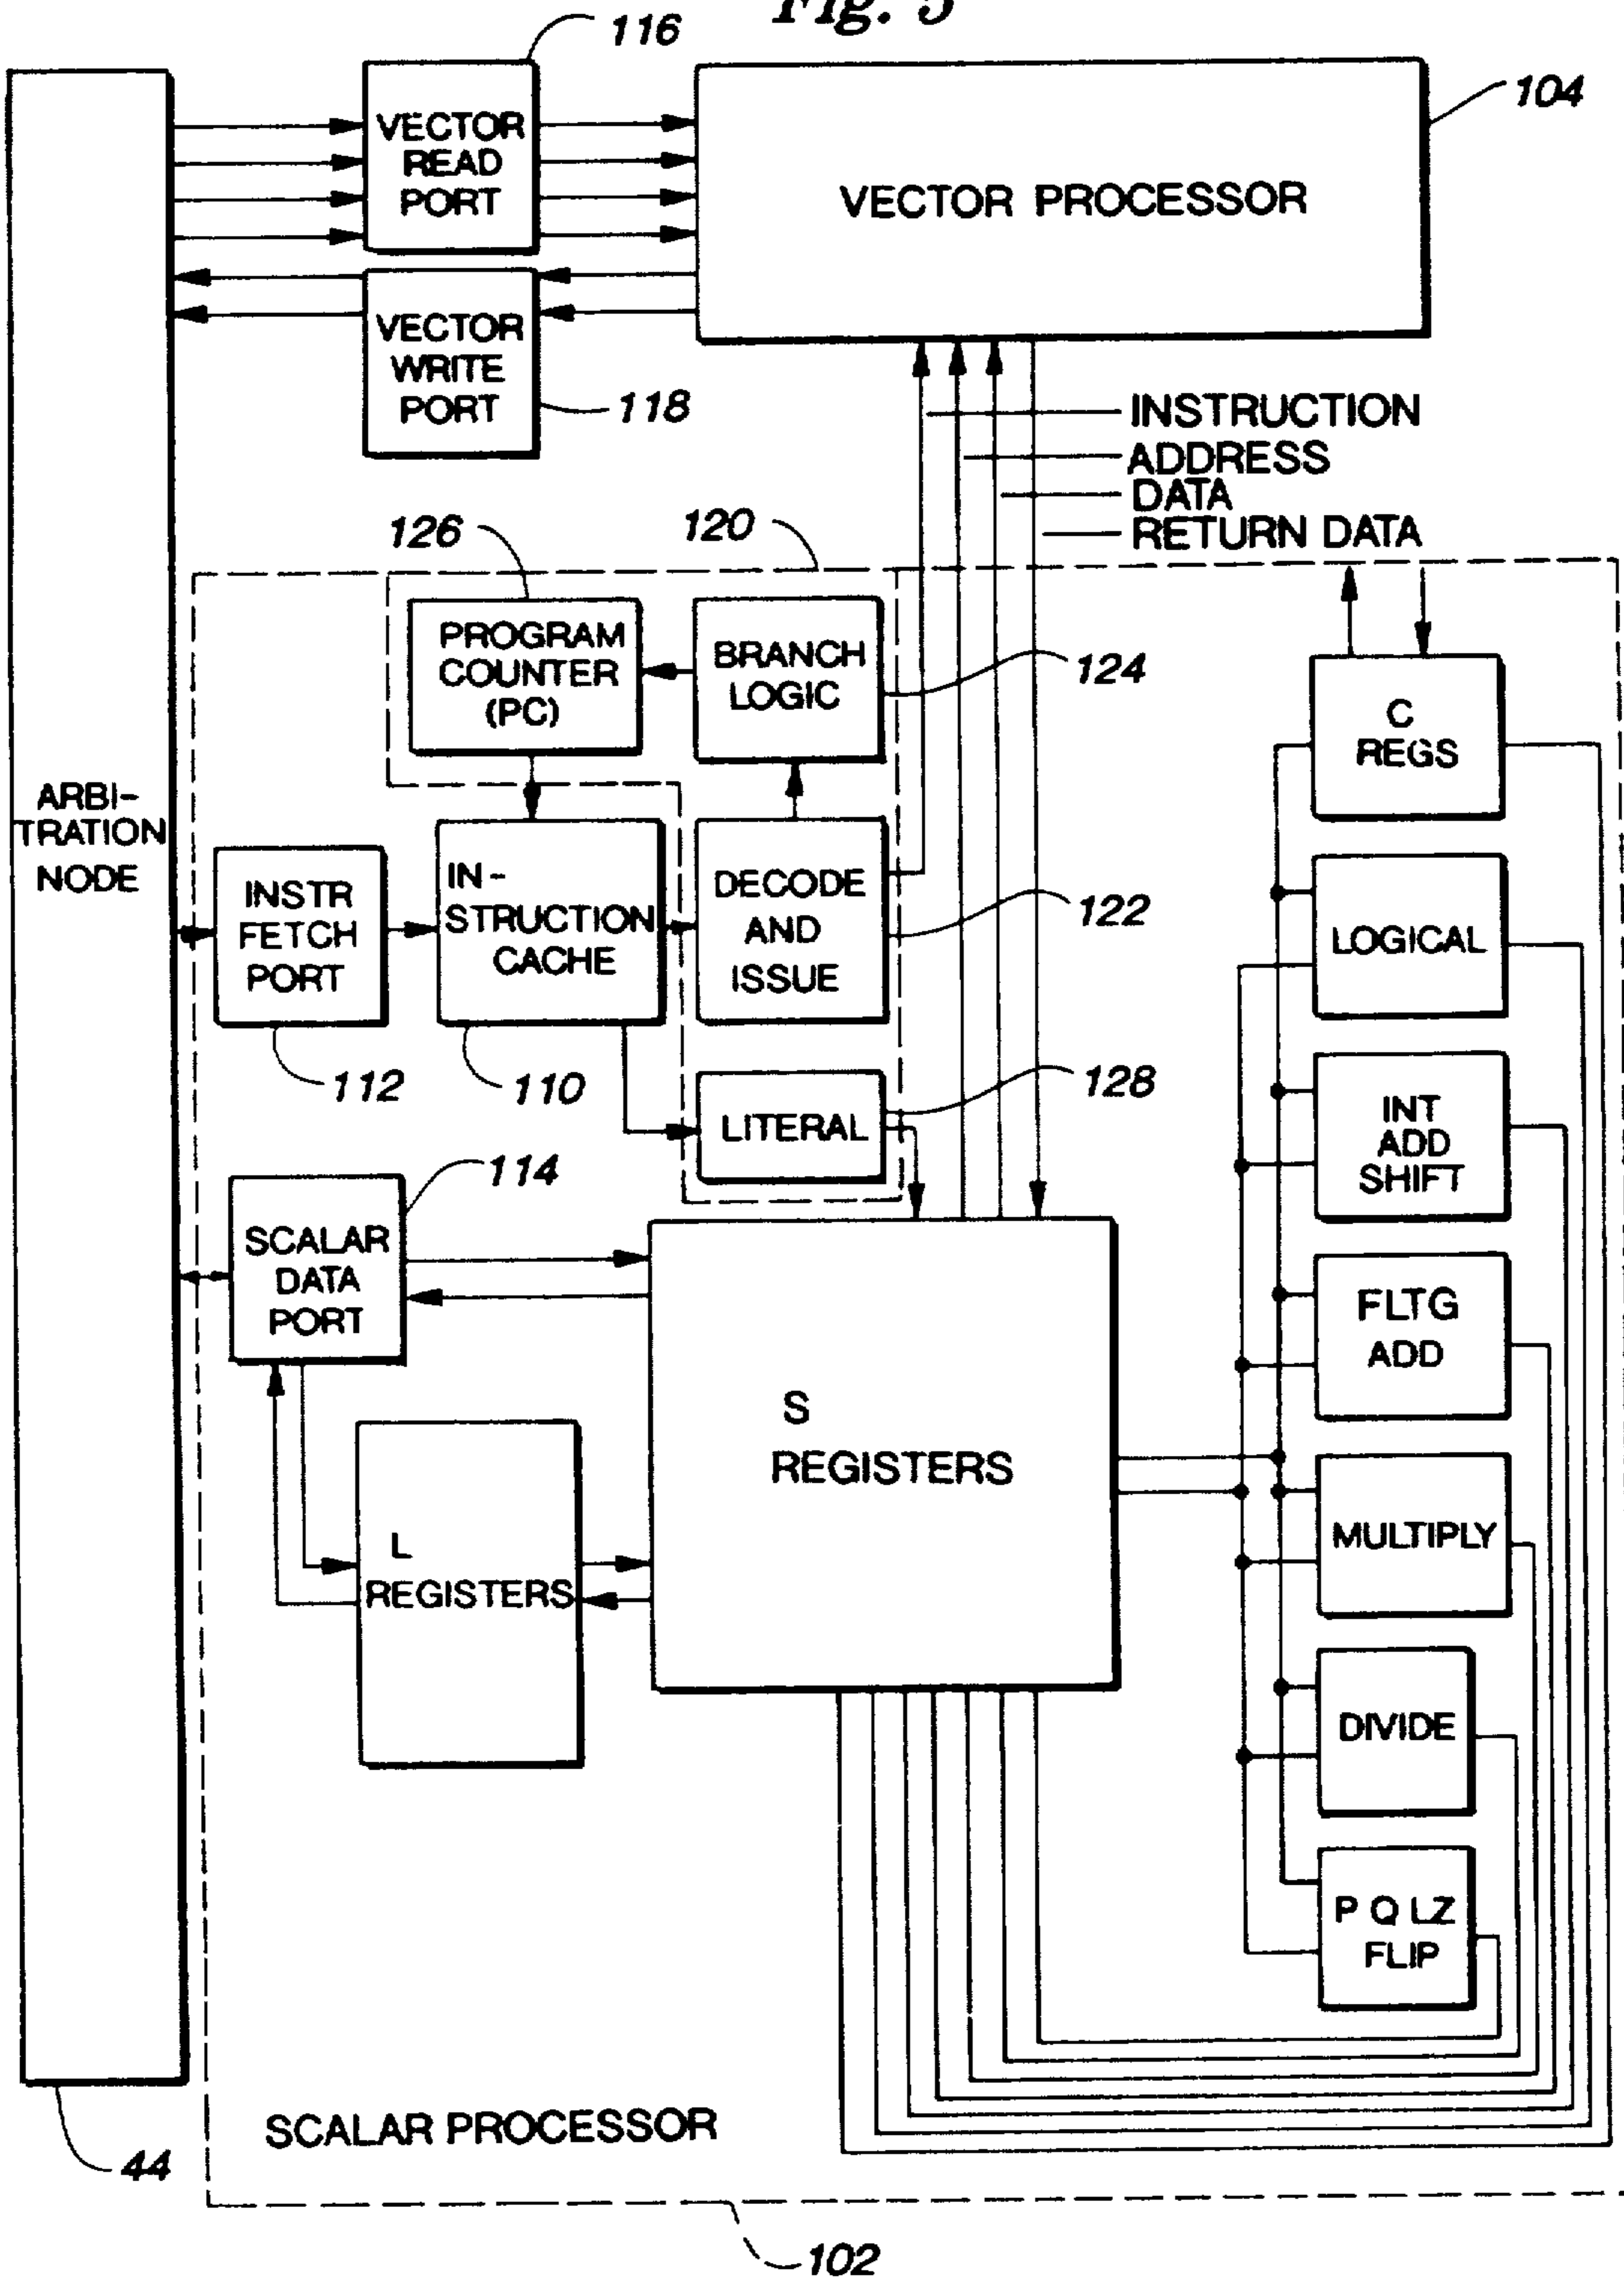 Fig. 5
116
104
VECTOR
READ
PORT
VECTOR PROCESSOR
VECTOR
WRITE
PORT
118
INSTRUCTION
ADDRESS
DATA
RETURN DATA
126
120
PROGRAM
COUNTER
(PC)
BRANCH
LOGIC
124
C
REGS
ARBI-
TRATION
NODE
INSTR
FETCH
PORT
IN-
STRUCTION
CACHE
DECODE
AND
ISSUE
122
LOGICAL
112
110
LITERAL
128
INT
ADD
SHIFT
114
SCALAR
DATA
PORT
FLTG
ADD
S
REGISTERS
L
REGISTERS
MULTIPLY
DIVIDE
P Q LZ
FLIP
SCALAR PROCESSOR
44
102